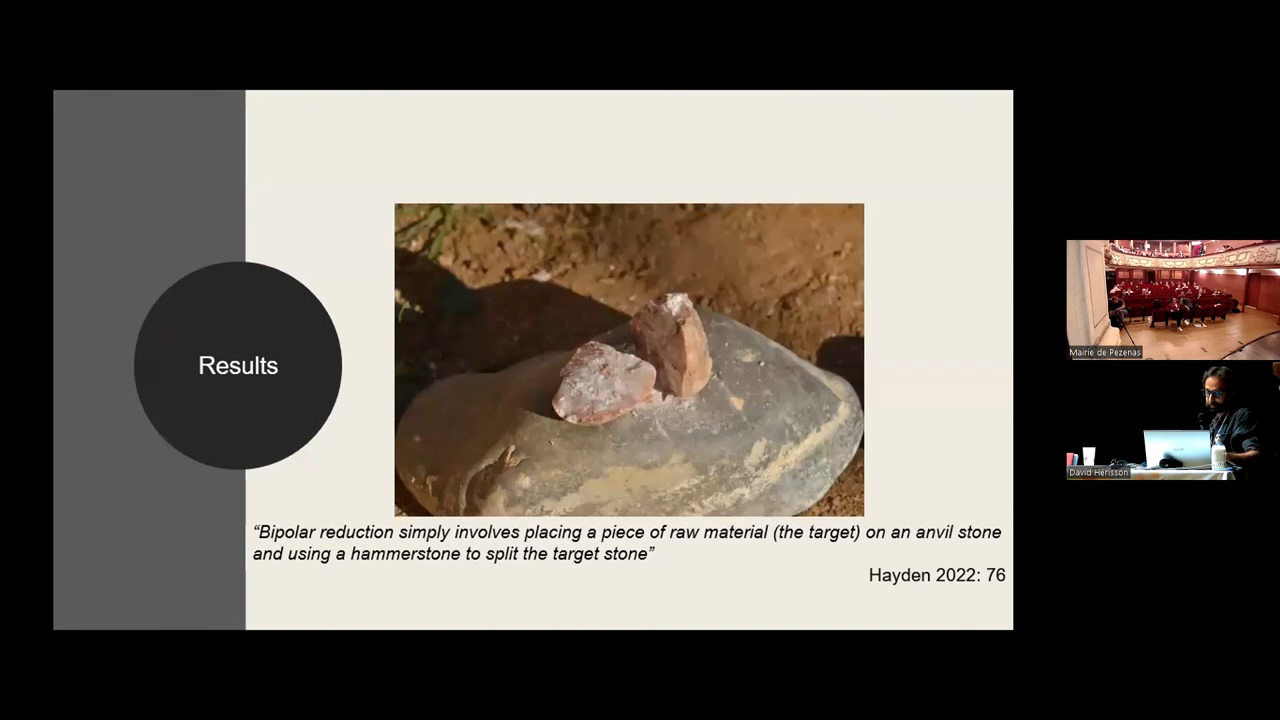 Results
“Bipolar reduction simply involves placing a piece of raw material (the target) on an anvil stone
and using a hammerstone to split the target stone”
Hayden 2022: 76
Mairie de Pezenas
David Herisson